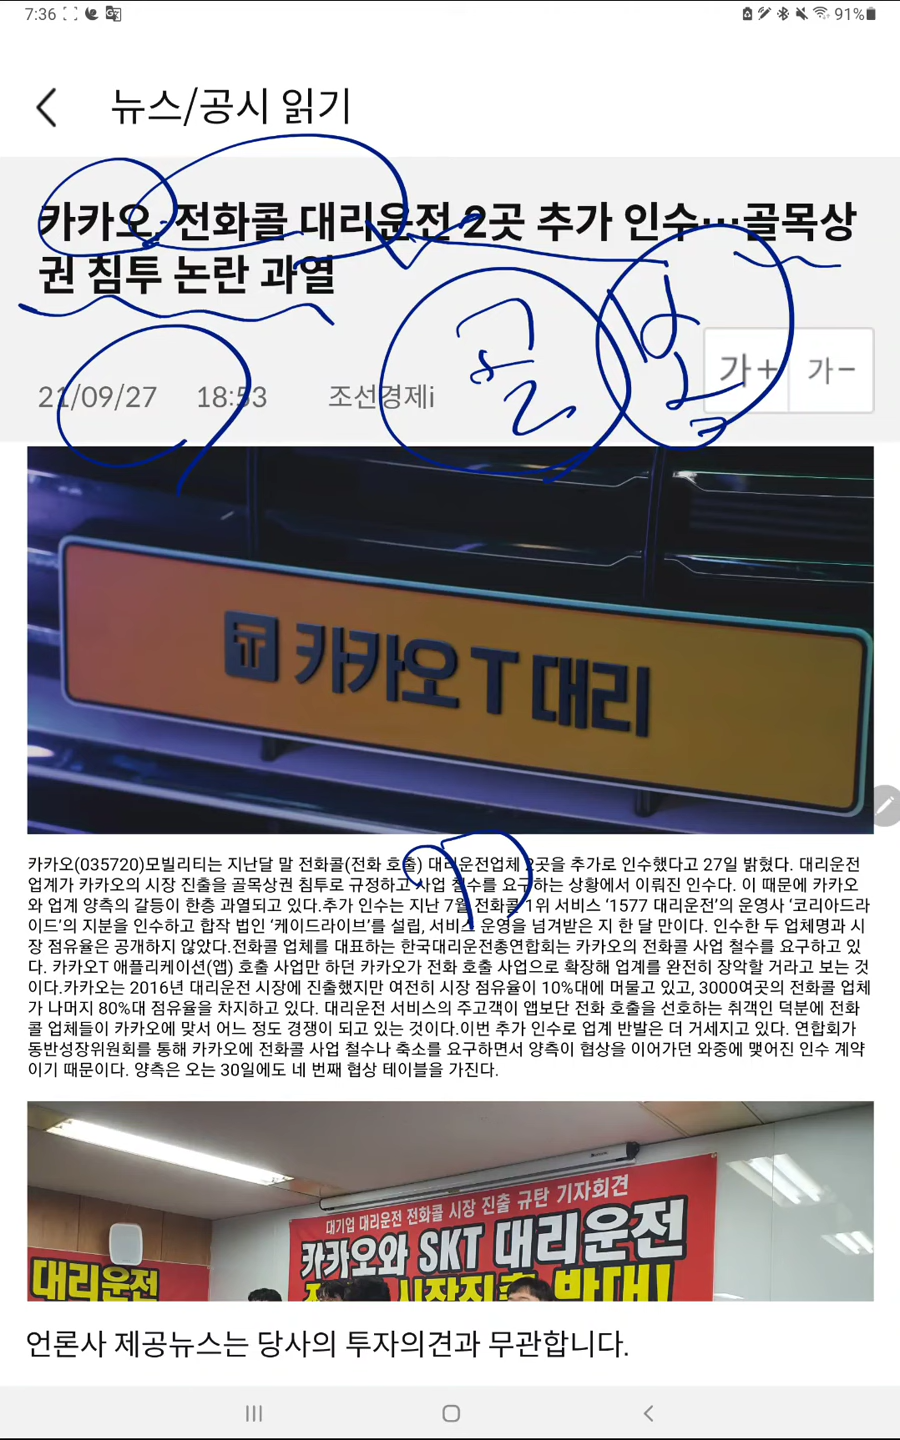 7:36
91%
뉴스/공시 읽기
카카오, 전화콜 대리운전 2곳 추가 인수…골목상
권 침투 논란 과열
가+ 가-
21/09/27 18:53 조선경제i
콜
T 카카오 T 대리
카카오(035720)모빌리티는 지난달 말 전화콜(전화 호출) 대리운전업체 2곳을 추가로 인수했다고 27일 밝혔다. 대리운전
업계가 카카오의 시장 진출을 골목상권 침투로 규정하고 사업 철수를 요구하는 상황에서 이뤄진 인수다. 이 때문에 카카오
와 업계 양측의 갈등이 한층 과열되고 있다.추가 인수는 지난 7월 전화콜 1위 서비스 ‘1577 대리운전’의 운영사 ‘코리아드라
이드’의 지분을 인수하고 합작 법인 ‘케이드라이브’를 설립, 서비스 운영을 넘겨받은 지 한 달 만이다. 인수한 두 업체명과 시
장 점유율은 공개하지 않았다.전화콜 업체를 대표하는 한국대리운전총연합회는 카카오의 전화콜 사업 철수를 요구하고 있
다. 카카오T 애플리케이션(앱) 호출 사업만 하던 카카오가 전화 호출 사업으로 확장해 업계를 완전히 장악할 거라고 보는 것
이다.카카오는 2016년 대리운전 시장에 진출했지만 여전히 시장 점유율이 10%대에 머물고 있고, 3000여곳의 전화콜 업체
가 나머지 80%대 점유율을 차지하고 있다. 대리운전 서비스의 주고객이 앱보단 전화 호출을 선호하는 취객인 덕분에 전화
콜 업체들이 카카오에 맞서 어느 정도 경쟁이 되고 있는 것이다.이번 추가 인수로 업계 반발은 더 거세지고 있다. 연합회가
동반성장위원회를 통해 카카오에 전화콜 사업 철수나 축소를 요구하면서 양측이 협상을 이어가던 와중에 맺어진 인수 계약
이기 때문이다. 양측은 오는 30일에도 네 번째 협상 테이블을 가진다.
대기업 대리운전 전화콜 시장 진출 규탄 기자회견
카카오와 SKT 대리운전
대리운전
시장진출 반대!
언론사 제공뉴스는 당사의 투자의견과 무관합니다.